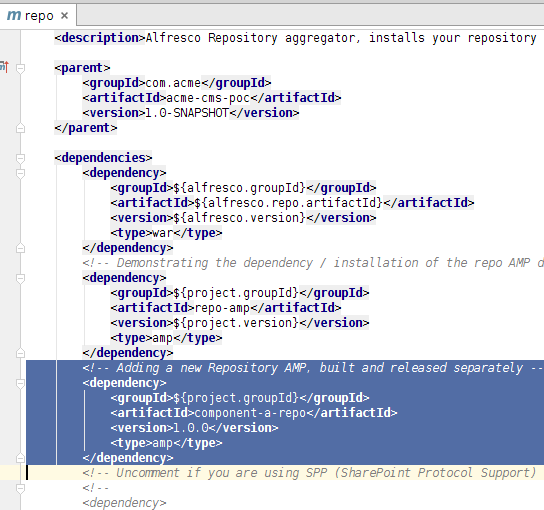 m repo ×
<description>Alfresco Repository aggregator, installs your repository
<parent>
<groupId>com.acme</groupId>
<artifactId>acme-cms-poc</artifactId>
<version>1.0-SNAPSHOT</version>
</parent>
<dependencies>
<dependency>
<groupId>${alfresco.groupId}</groupId>
<artifactId>${alfresco.repo.artifactId}</artifactId>
<version>${alfresco.version}</version>
<type>war</type>
</dependency>
<!-- Demonstrating the dependency / installation of the repo AMP d
<dependency>
<groupId>${project.groupId}</groupId>
<artifactId>repo-amp</artifactId>
<version>${project.version}</version>
<type>amp</type>
</dependency>
<!-- Adding a new Repository AMP, built and released separately --
<dependency>
<groupId>${project.groupId}</groupId>
<artifactId>component-a-repo</artifactId>
<version>1.0.0</version>
<type>amp</type>
</dependency>
<!-- Uncomment if you are using SPP (SharePoint Protocol Support)
<!--
<dependency>